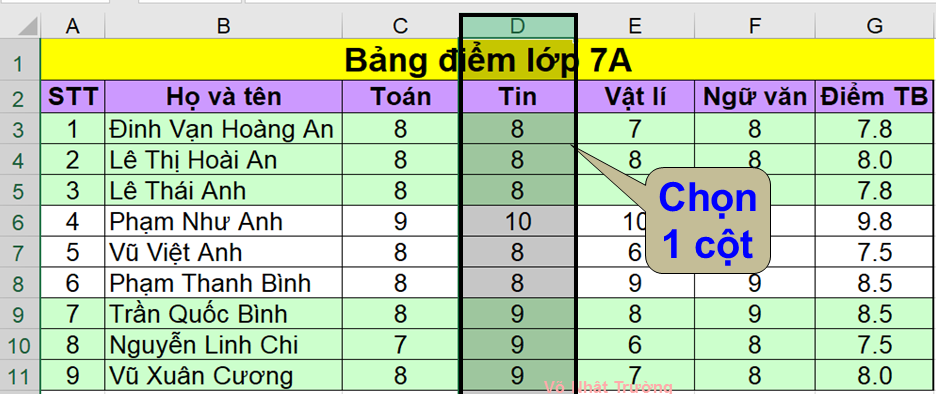 A B C D E F G
1 Bảng điểm lớp 7A
2 STT Họ và tên Toán Tin Vật lí Ngữ văn Điểm TB
3 1 Đinh Vạn Hoàng An 8 8 7 8 7.8
4 2 Lê Thị Hoài An 8 8 8 8 8.0
5 3 Lê Thái Anh 8 8 7.8
6 4 Phạm Như Anh 9 10 10 9.8
7 5 Vũ Việt Anh 8 8 6 7.5
8 6 Phạm Thanh Bình 8 8 9 9 8.5
9 7 Trần Quốc Bình 8 9 8 9 8.5
10 8 Nguyễn Linh Chi 7 9 6 8 7.5
11 9 Vũ Xuân Cương 8 9 7 8 8.0
Chọn
1 cột
Võ Nhật Trường